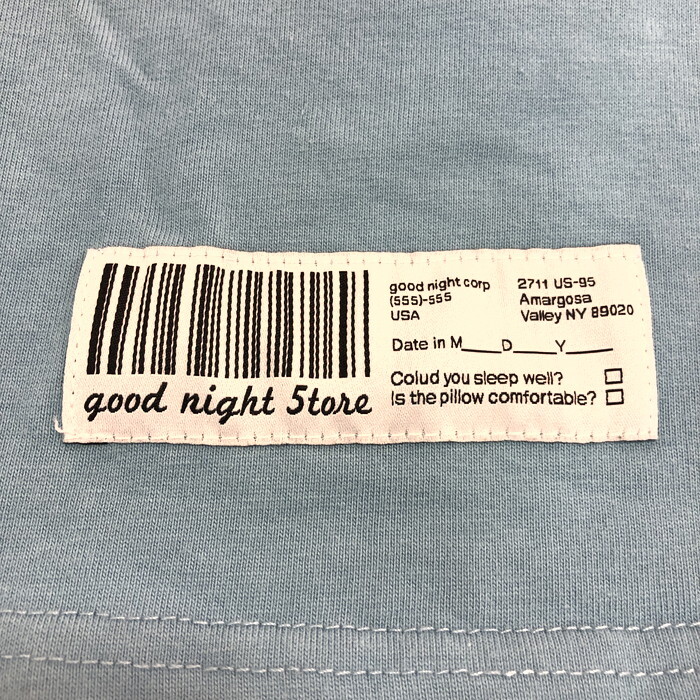 good night 5tore
good night corp
(555)-555
USA
2711 US-95
Amargosa
Valley NY 89020
Date in M____D____Y____
Colud you sleep well? □
Is the pillow comfortable? □